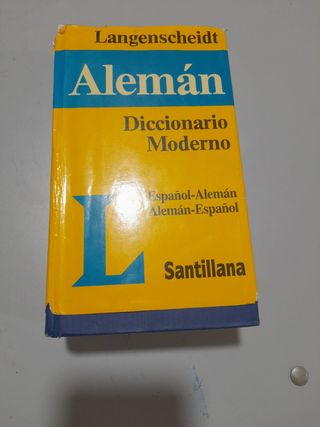 Langenscheidt
Alemán
Diccionario
Moderno
Español-Alemán
Alemán-Español
L
Santillana